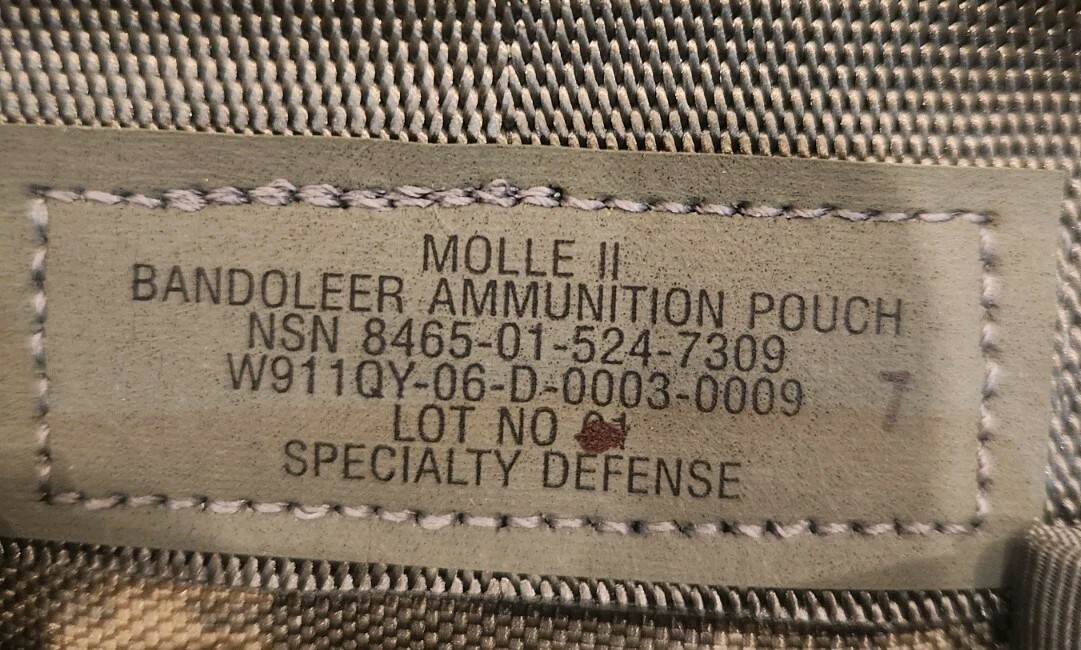 MOLLE II
BANDOLEER AMMUNITION POUCH
NSN 8465-01-524-7309
W911QY-06-D-0003-0009 7
LOT NO
SPECIALTY DEFENSE